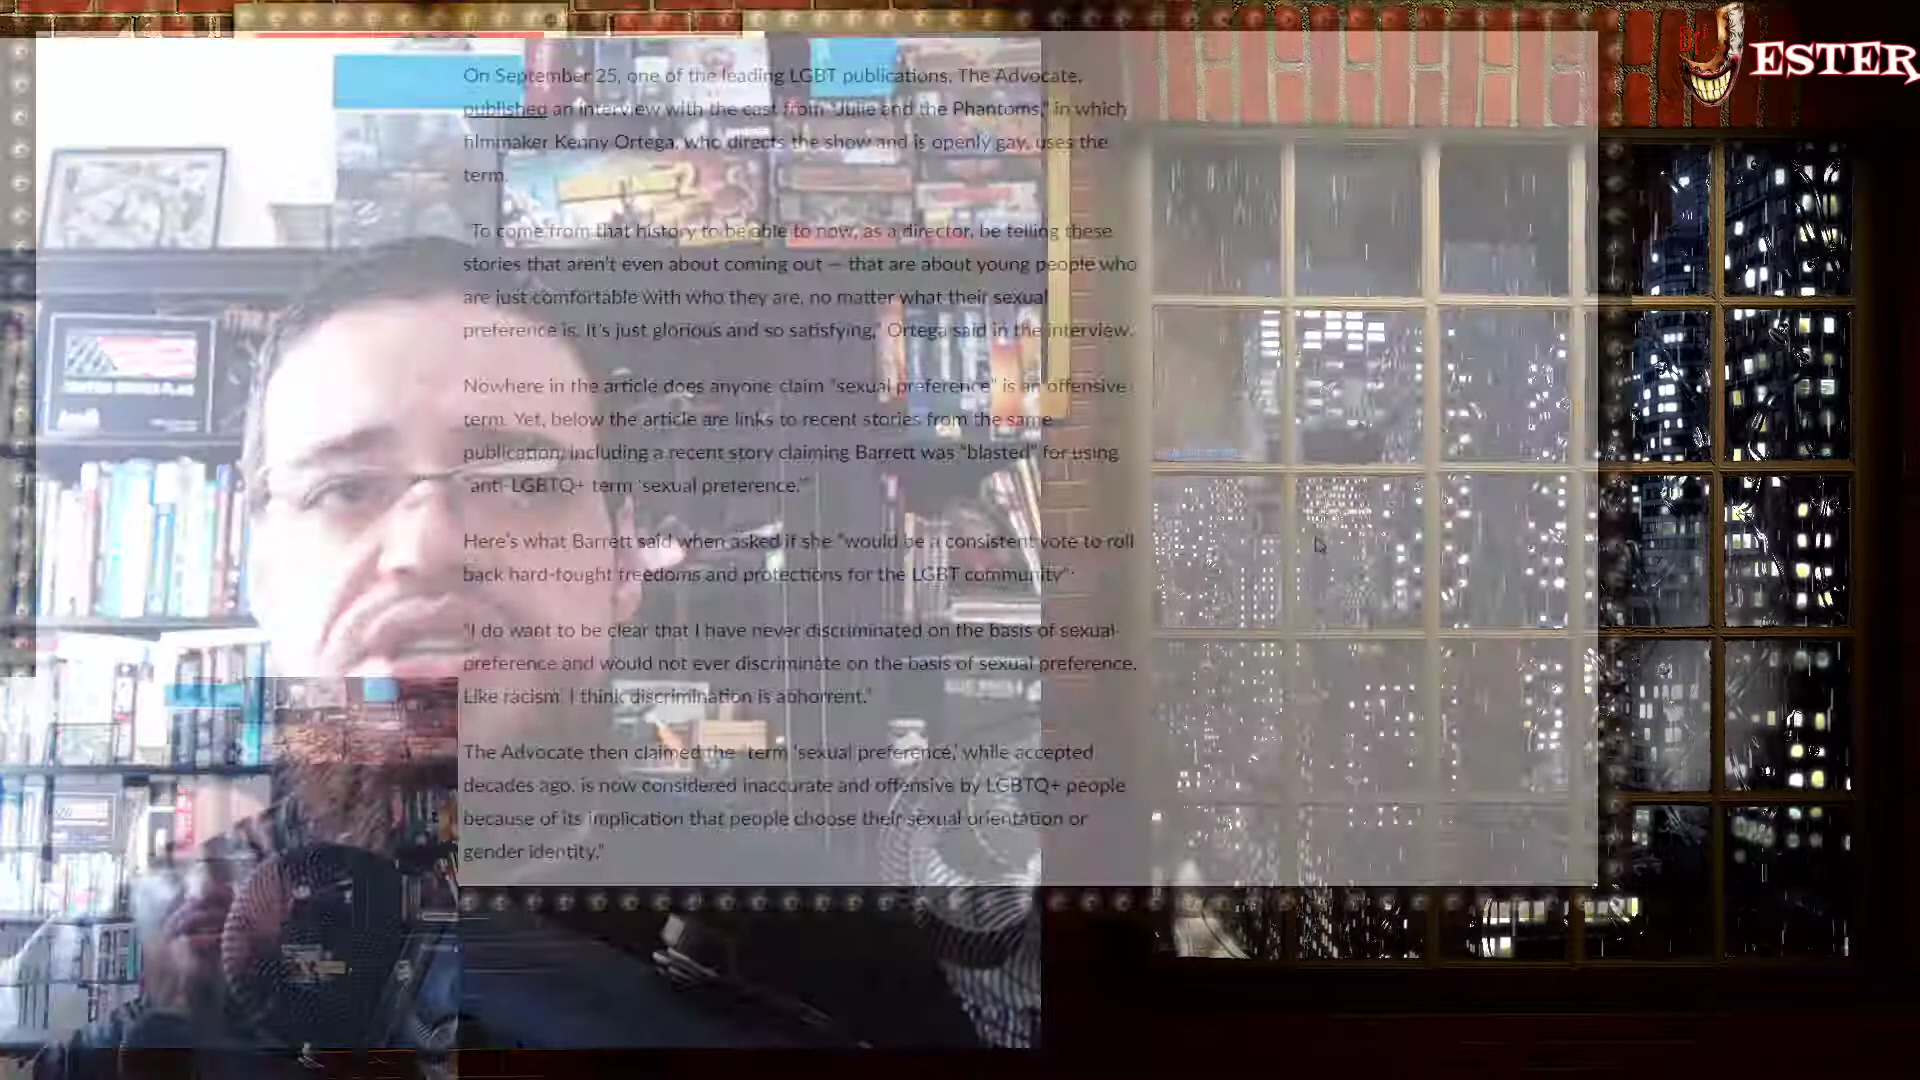 By J
ESTER
On September 25, one of the leading LGBT publications, The Advocate,
published an interview with the cast from "Julie and the Phantoms," in which
filmmaker Kenny Ortega, who directs the show and is openly gay, uses the
term.
"To come from that history to be able to now, as a director, be telling these
stories that aren't even about coming out — that are about young people who
are just comfortable with who they are, no matter what their sexual
preference is. It's just glorious and so satisfying," Ortega said in the interview.
Nowhere in the article does anyone claim "sexual preference" is an offensive
term. Yet, below the article are links to recent stories from the same
publication, including a recent story claiming Barrett was "blasted" for using
"anti-LGBTQ+ term 'sexual preference.'"
Here's what Barrett said when asked if she "would be a consistent vote to roll
back hard-fought freedoms and protections for the LGBT community":
"I do want to be clear that I have never discriminated on the basis of sexual
preference and would not ever discriminate on the basis of sexual preference.
Like racism, I think discrimination is abhorrent."
The Advocate then claimed the "term 'sexual preference,' while accepted
decades ago, is now considered inaccurate and offensive by LGBTQ+ people
because of its implication that people choose their sexual orientation or
gender identity."